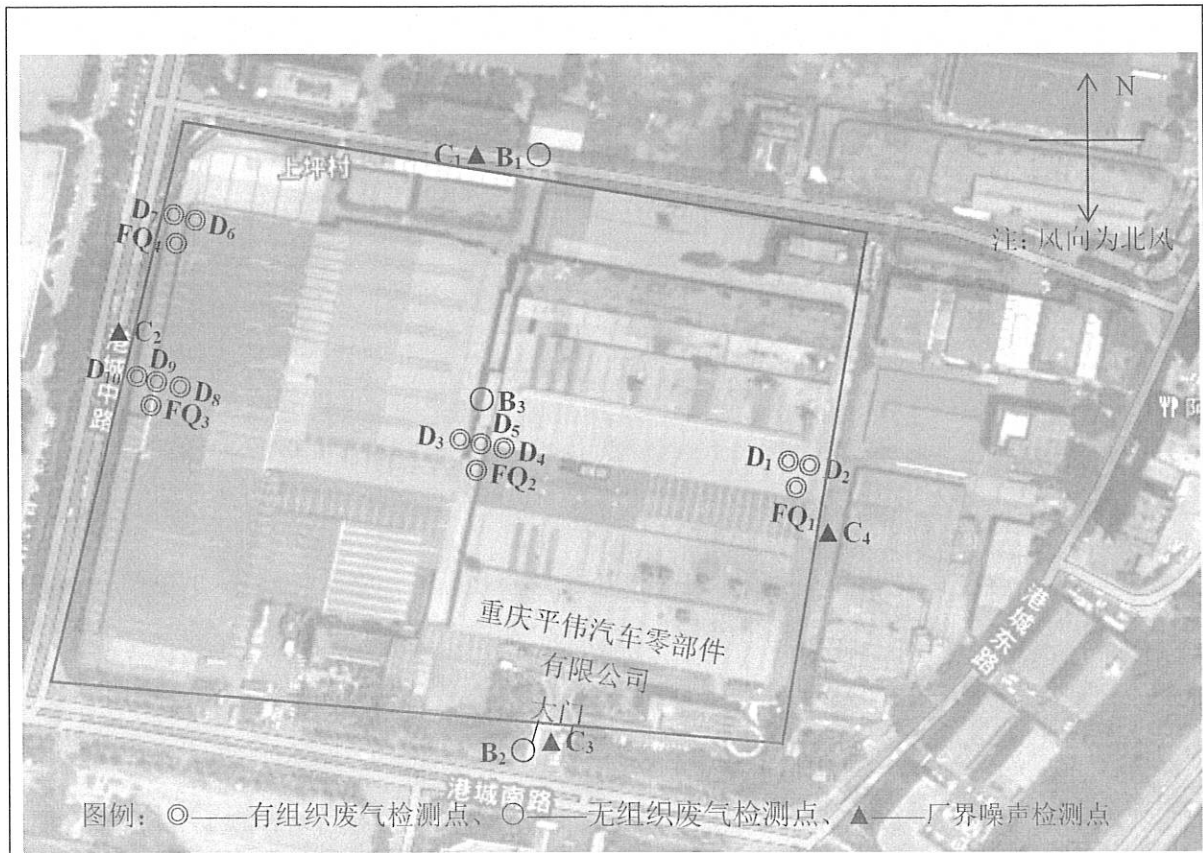 N
C₁ B₁
上坪村
D₇ D₆
FQ₄
注：风向为北风
C₂
D₁₀ D₉ D₈
FQ₃
港城中路
B₃
D₃ D₅ D₄
FQ₂
D₁ D₂
FQ₁
C₄
重庆平伟汽车零部件
有限公司
大门
B₂ C₃
港城东路
港城南路
图例：◎——有组织废气检测点、○——无组织废气检测点、▲——厂界噪声检测点